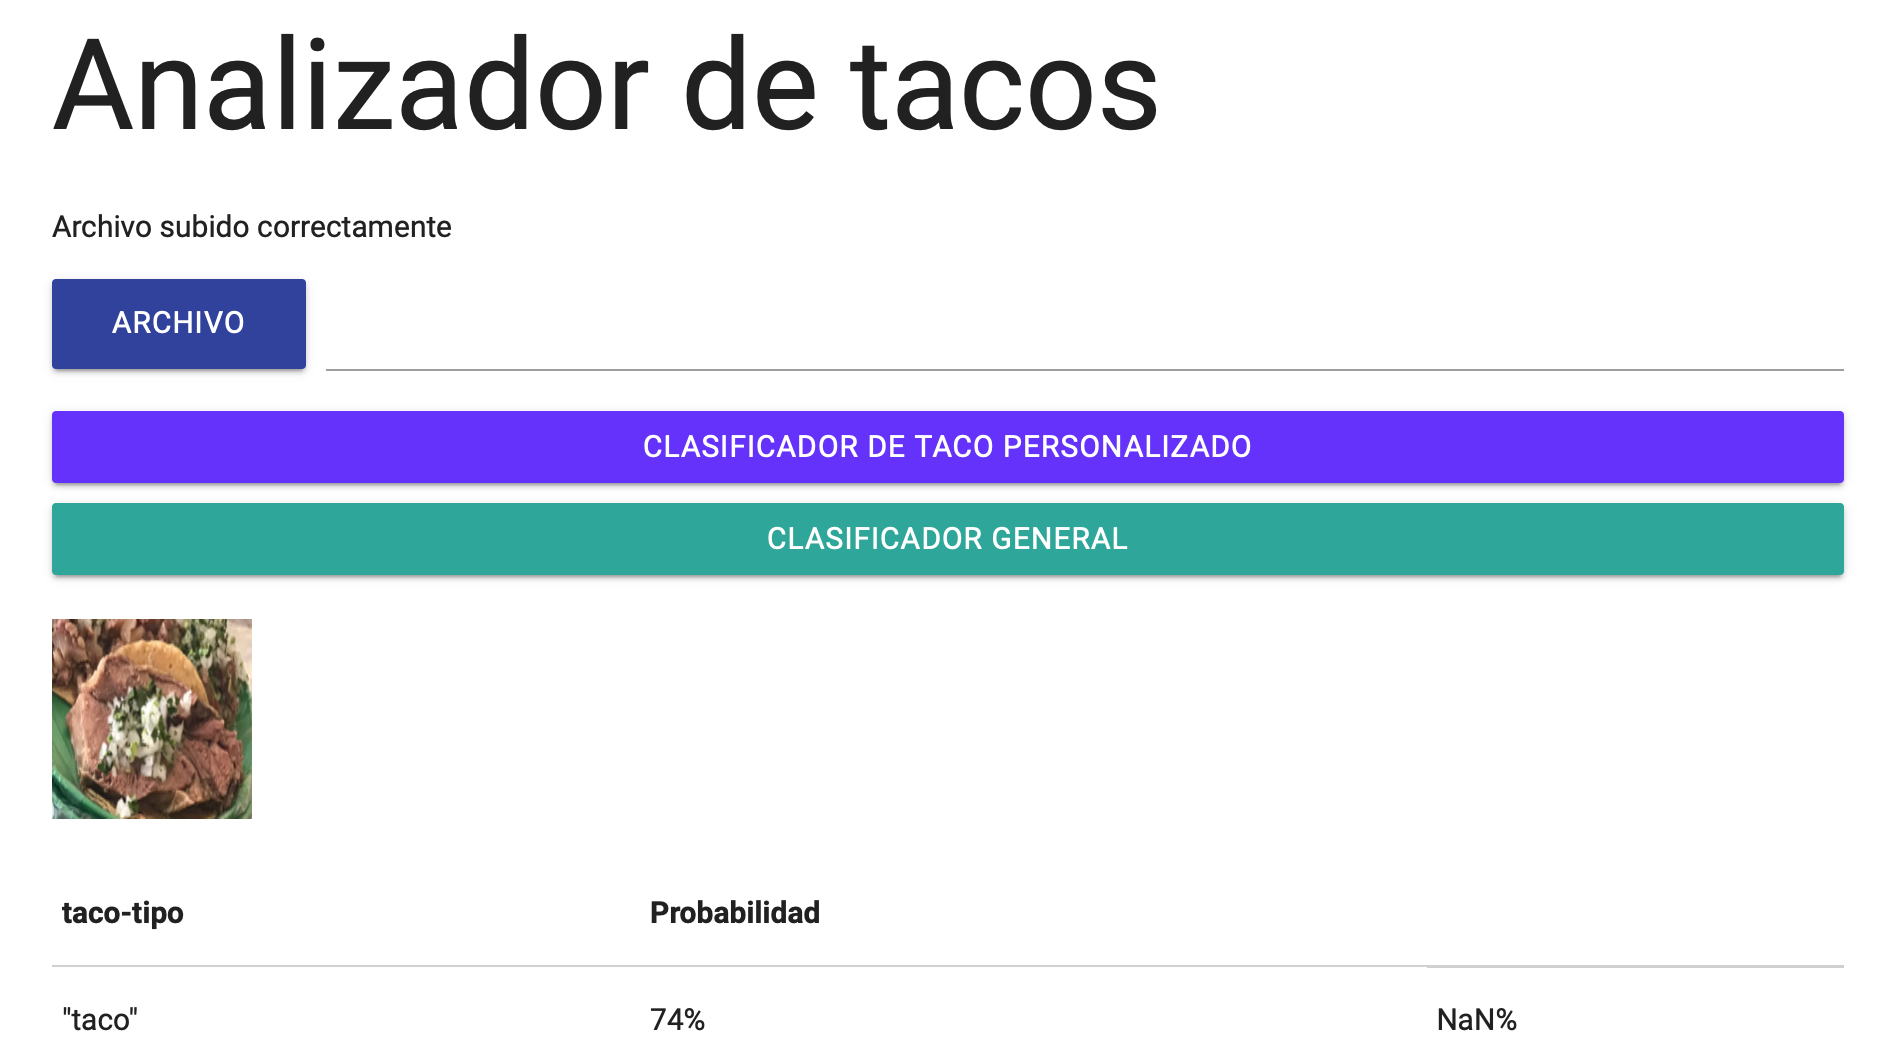 Analizador de tacos
Archivo subido correctamente
ARCHIVO
CLASIFICADOR DE TACO PERSONALIZADO
CLASIFICADOR GENERAL
taco-tipo Probabilidad
"taco" 74% NaN%